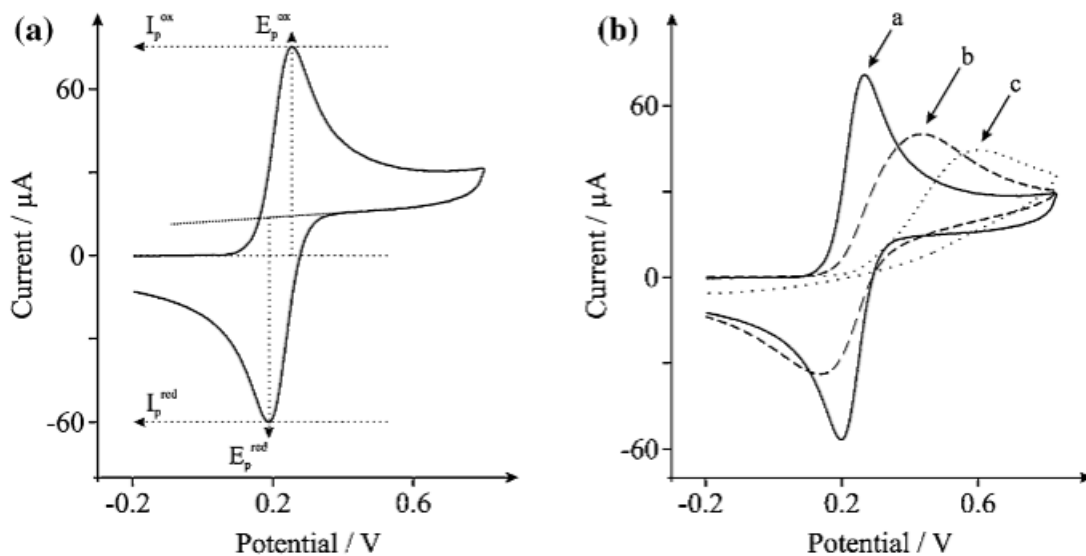 (a)
I_p^ox
E_p^ox
60
0
-60
Current / μA
I_p^red
E_p^red
-0.2
0.2
0.6
Potential / V
(b)
a
b
c
60
0
-60
Current / μA
-0.2
0.2
0.6
Potential / V